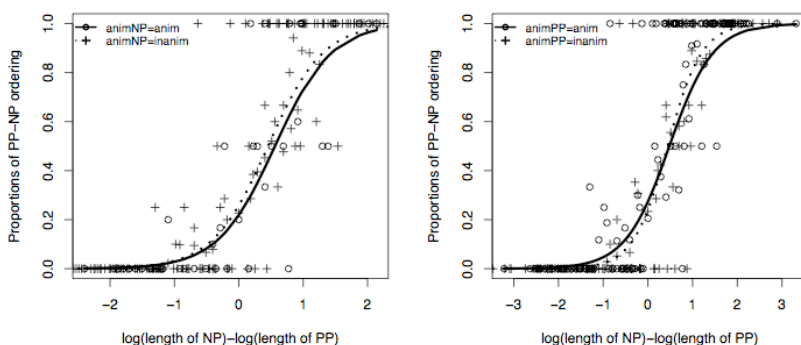 animNP=anim
animNP=inanim
Proportions of PP−NP ordering
1.0
0.8
0.6
0.4
0.2
0.0
−2 −1 0 1 2
log(length of NP)−log(length of PP)
animPP=anim
animPP=inanim
Proportions of PP−NP ordering
1.0
0.8
0.6
0.4
0.2
0.0
−3 −2 −1 0 1 2 3
log(length of NP)−log(length of PP)